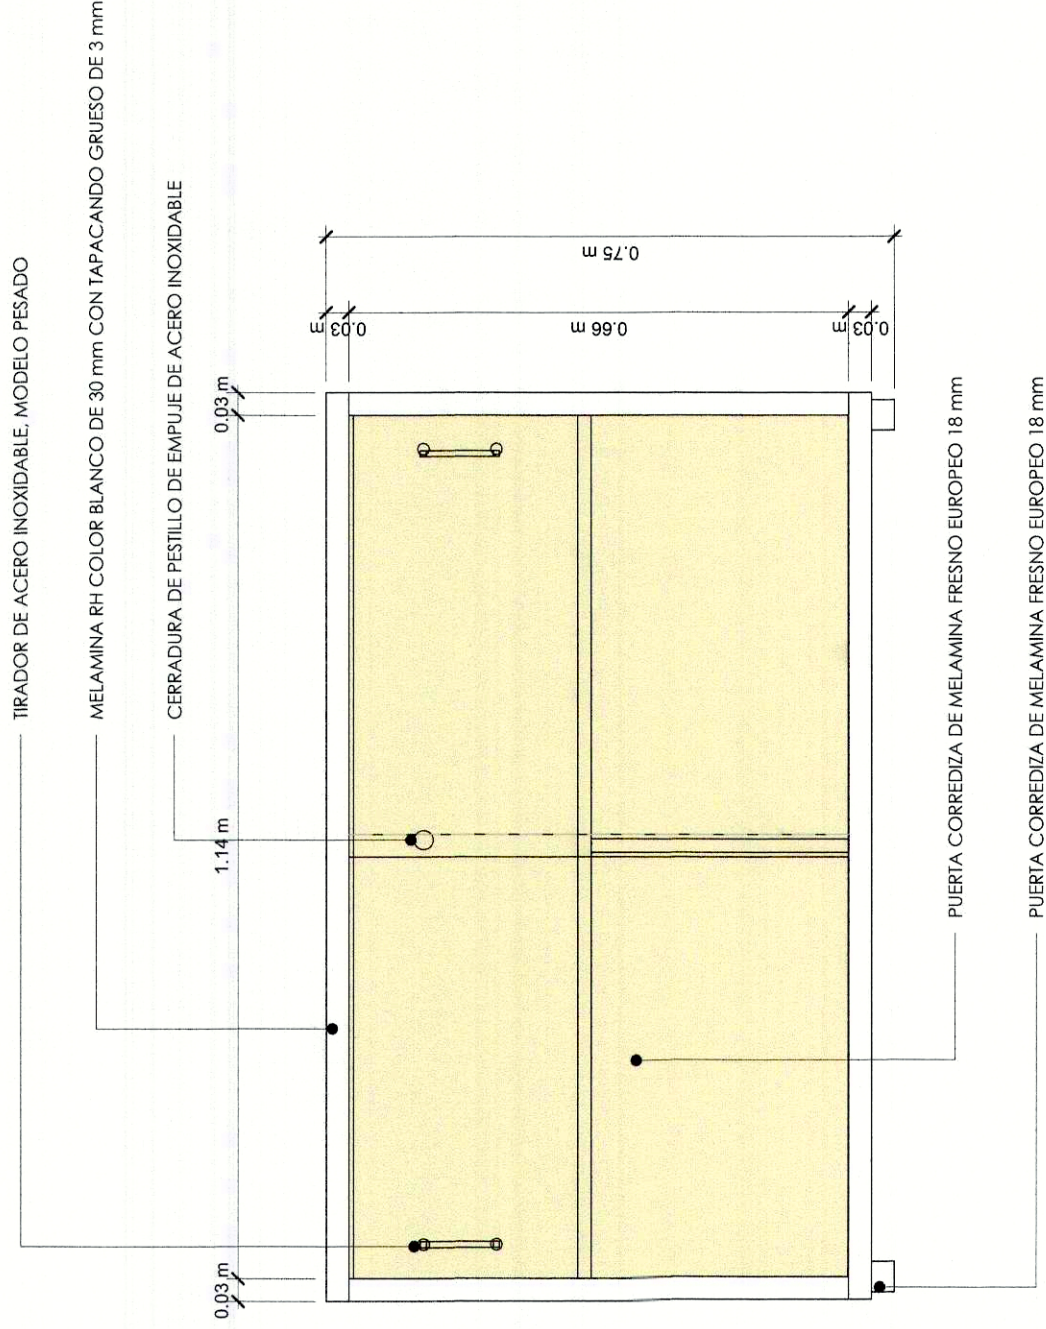 TIRADOR DE ACERO INOXIDABLE, MODELO PESADO
MELAMINA RH COLOR BLANCO DE 30 mm CON TAPACANDO GRUESO DE 3 mm
CERRADURA DE PESTILLO DE EMPUJE DE ACERO INOXIDABLE
0.03 m
1.14 m
0.03 m
0.03 m
0.66 m
0.03
0.75 m
PUERTA CORREDIZA DE MELAMINA FRESNO EUROPEO 18 mm
PUERTA CORREDIZA DE MELAMINA FRESNO EUROPEO 18 mm